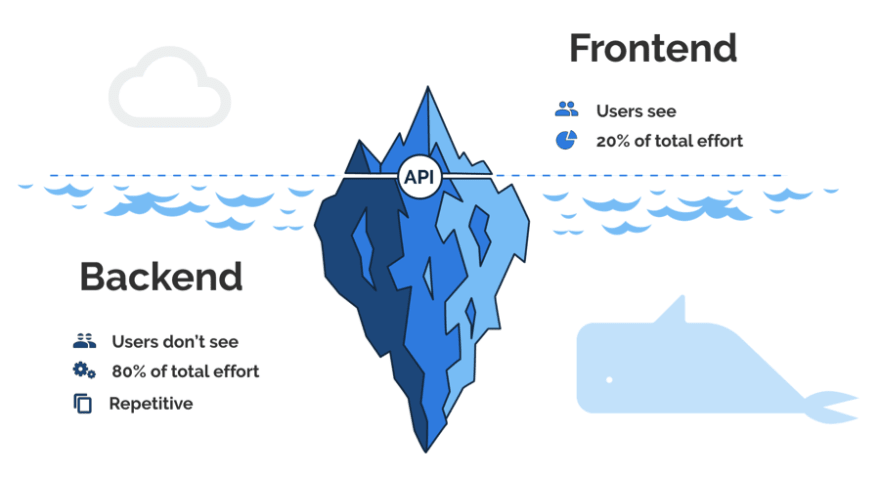 Frontend
Users see
20% of total effort
API
Backend
Users don't see
80% of total effort
Repetitive